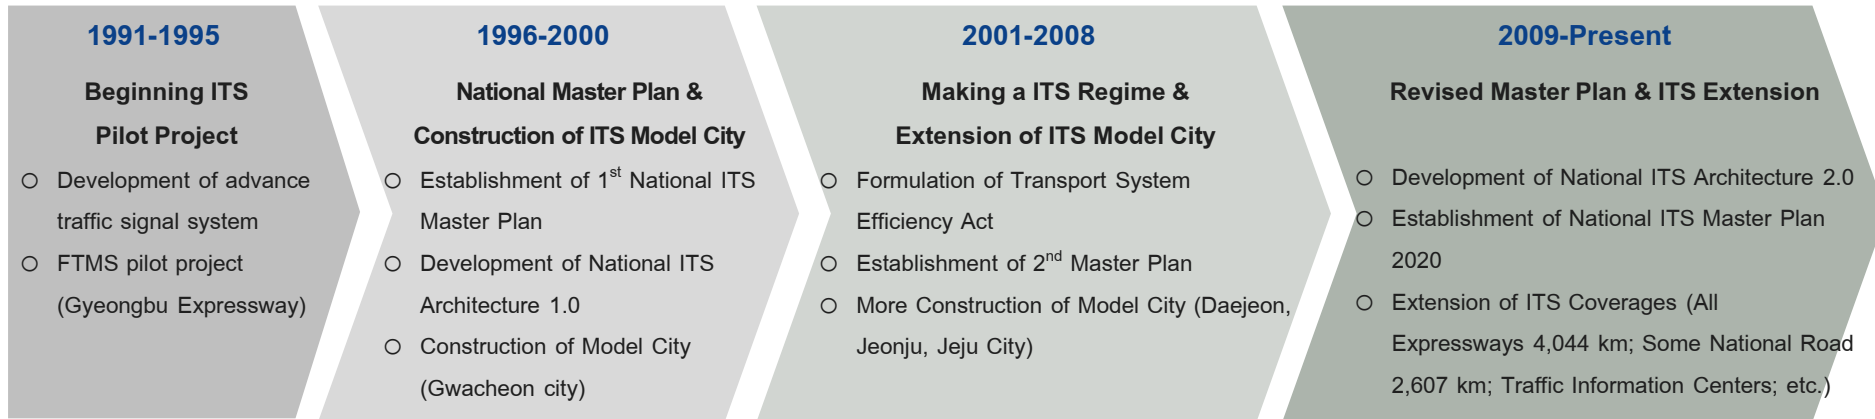 1991-1995
Beginning ITS
Pilot Project
○ Development of advance
traffic signal system
○ FTMS pilot project
(Gyeongbu Expressway)
1996-2000
National Master Plan &
Construction of ITS Model City
○ Establishment of 1st National ITS
Master Plan
○ Development of National ITS
Architecture 1.0
○ Construction of Model City
(Gwacheon city)
2001-2008
Making a ITS Regime &
Extension of ITS Model City
○ Formulation of Transport System
Efficiency Act
○ Establishment of 2nd Master Plan
○ More Construction of Model City (Daejeon,
Jeonju, Jeju City)
2009-Present
Revised Master Plan & ITS Extension
○ Development of National ITS Architecture 2.0
○ Establishment of National ITS Master Plan
2020
○ Extension of ITS Coverages (All
Expressways 4,044 km; Some National Road
2,607 km; Traffic Information Centers; etc.)